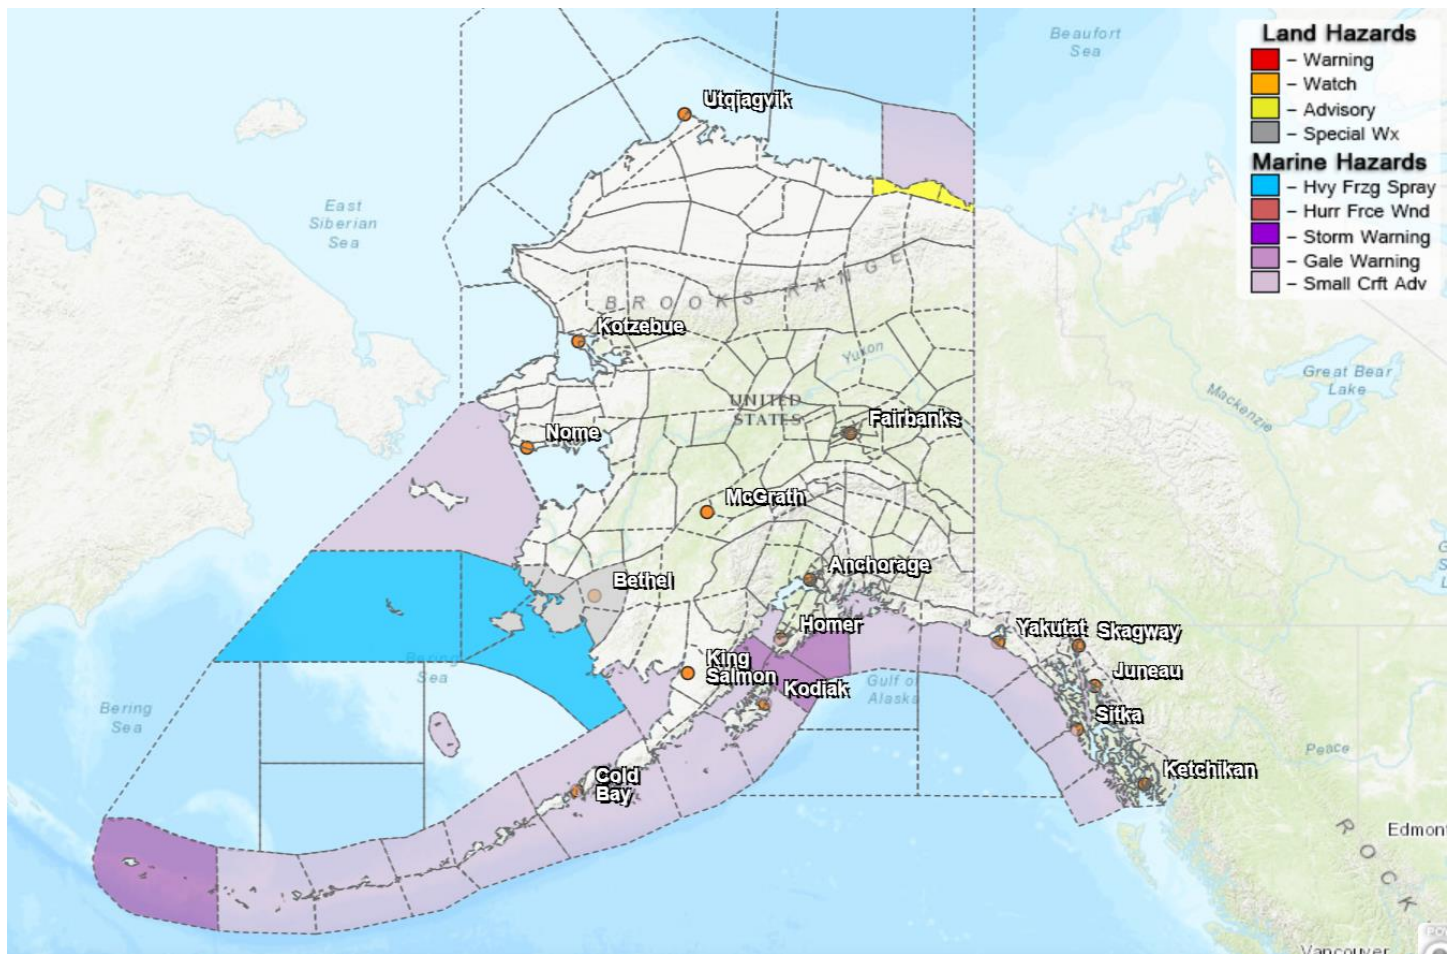 Beaufort
Sea
Land Hazards
– Warning
– Watch
– Advisory
– Special Wx
Marine Hazards
– Hvy Frzg Spray
– Hurr Frce Wnd
– Storm Warning
– Gale Warning
– Small Crft Adv
Utqiagvik
East
Siberian
Sea
BROOKS RANGE
Kotzebue
Yukon
Great Bear
Lake
Mackenzie
UNITED
STATES
Fairbanks
Nome
McGrath
Anchorage
Bethel
Homer
Yakutat
Skagway
King
Salmon
Bering
Sea
Kodiak
Gulf of
Alaska
Juneau
Bering
Sea
Sitka
Peace
Cold
Bay
Ketchikan
Edmont
ROCK
Vancouver